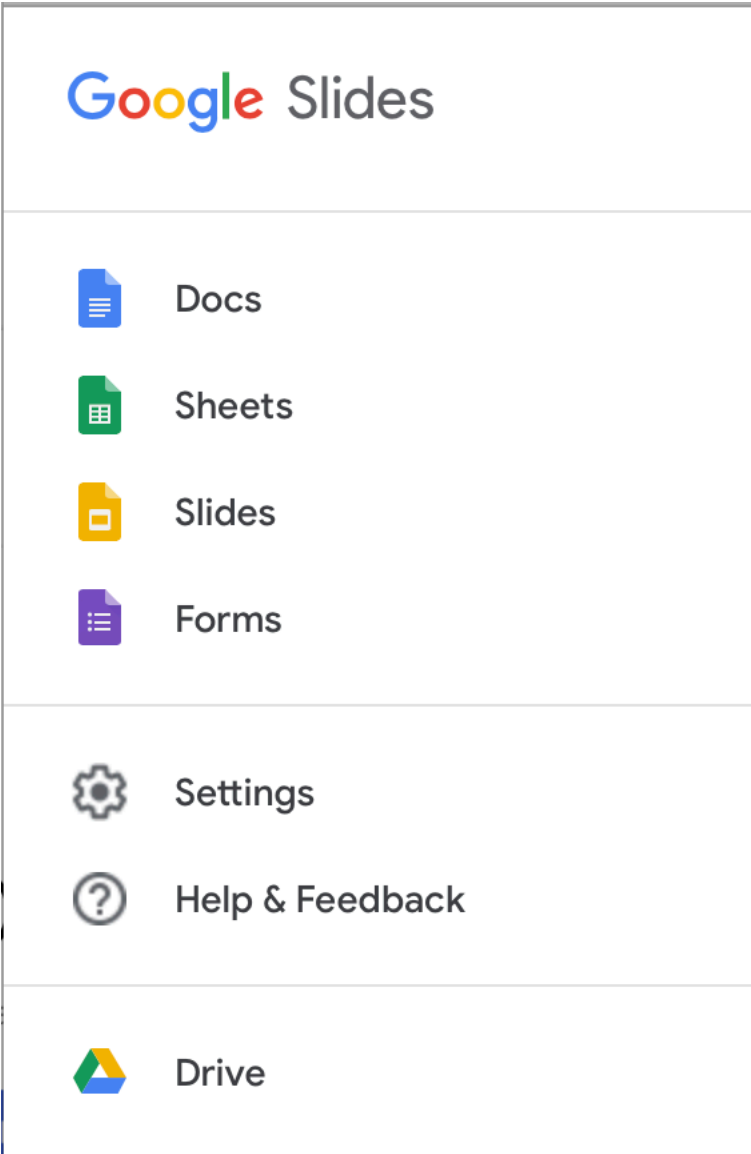 Google Slides
Docs
Sheets
Slides
Forms
Settings
Help & Feedback
Drive